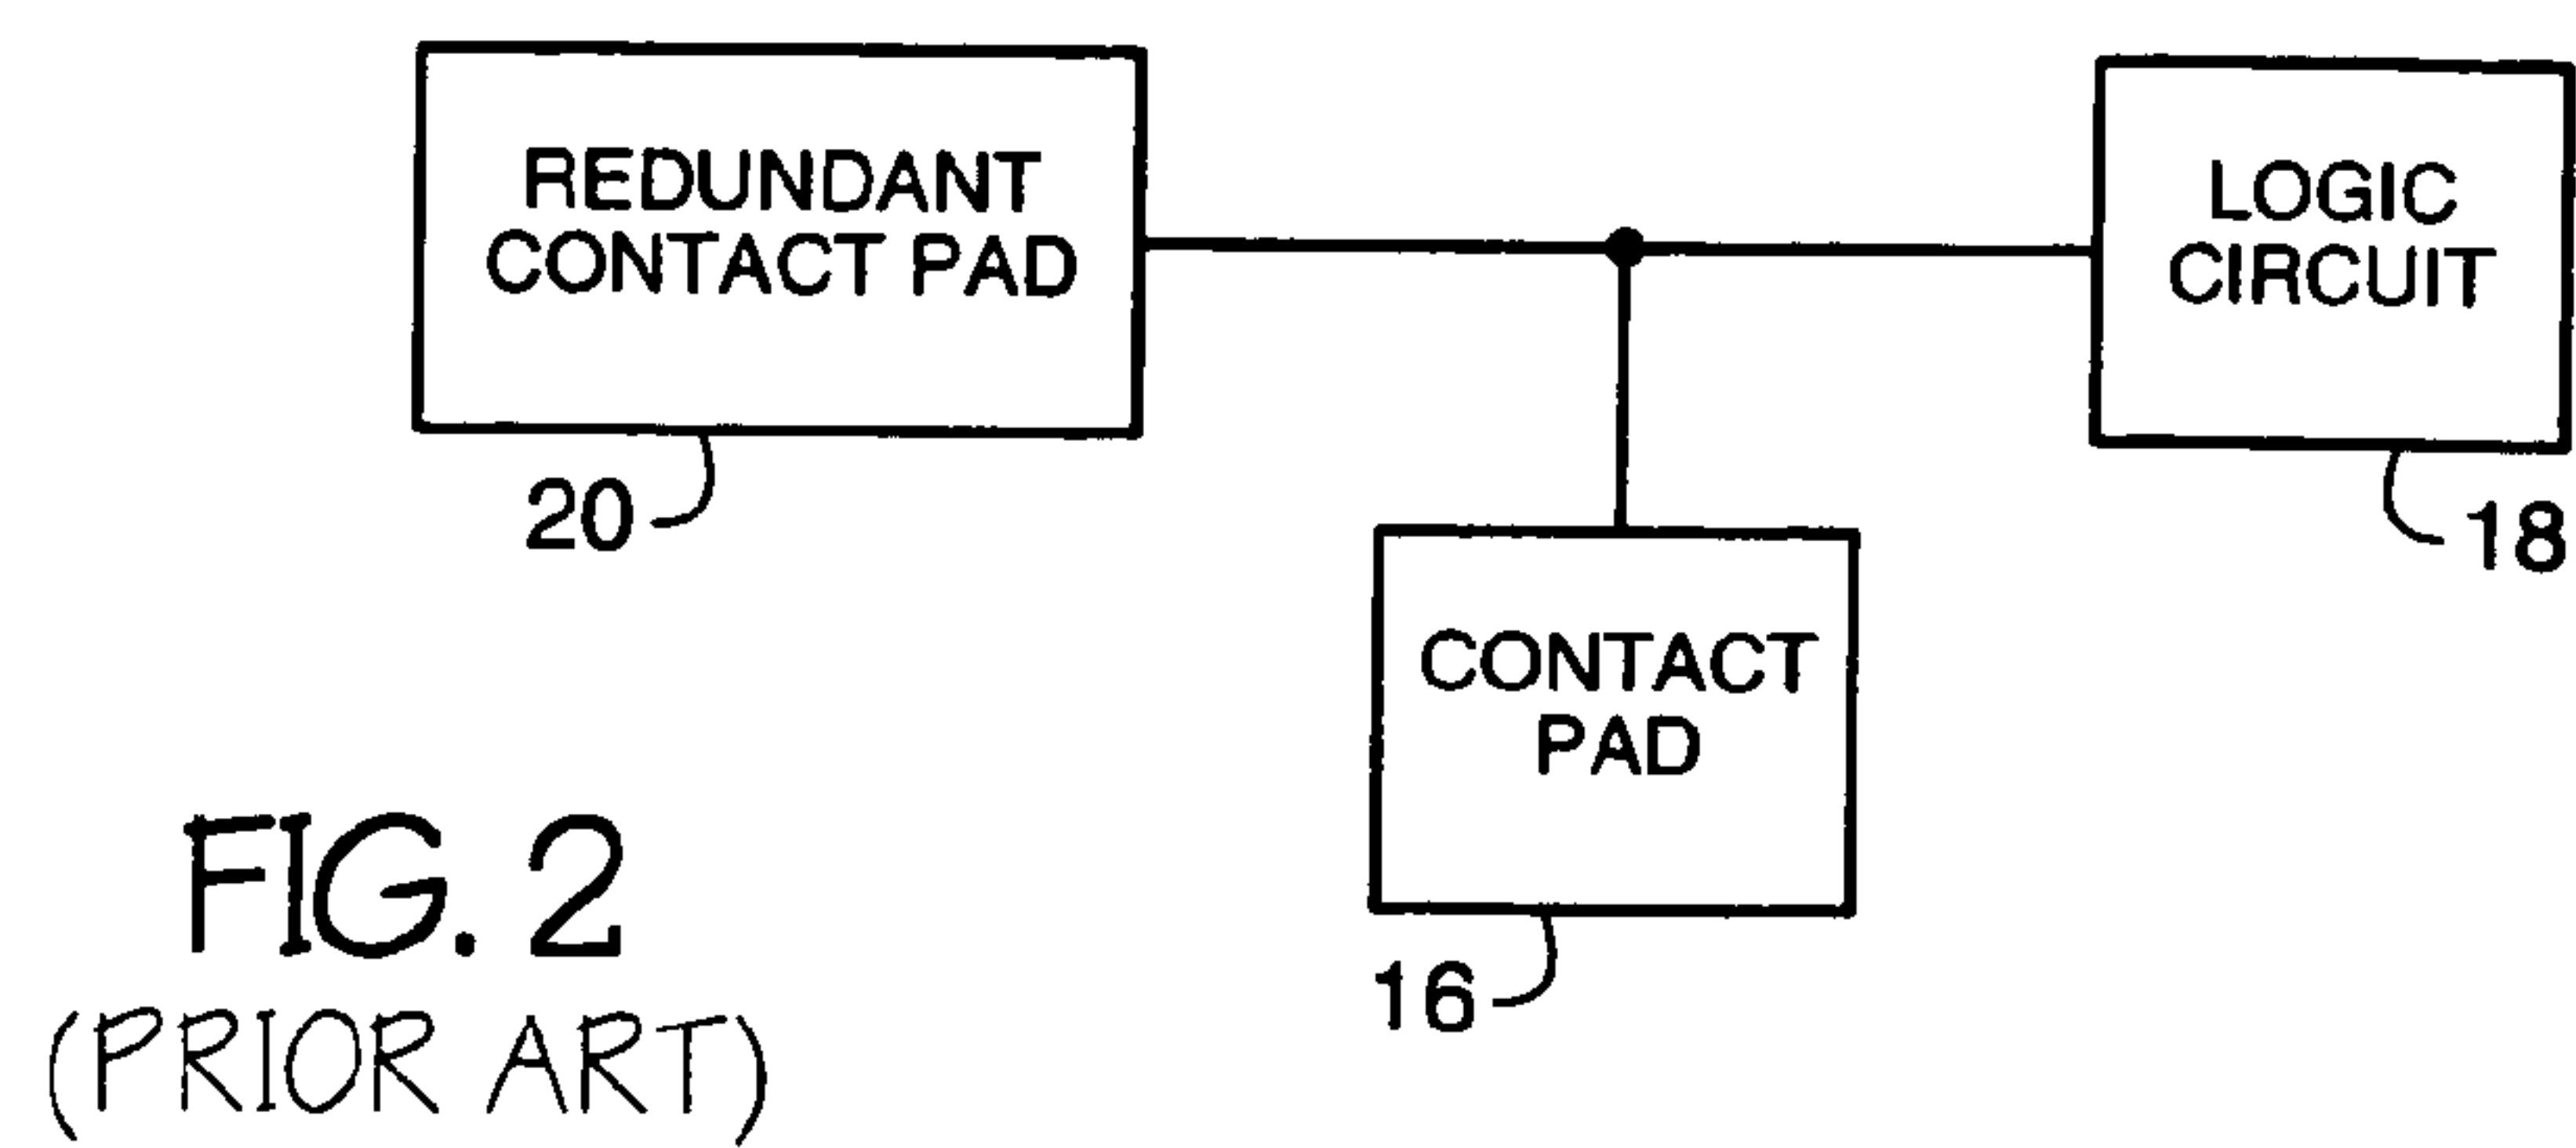 REDUNDANT
CONTACT PAD
20
LOGIC
CIRCUIT
18
CONTACT
PAD
16
FIG. 2
(PRIOR ART)